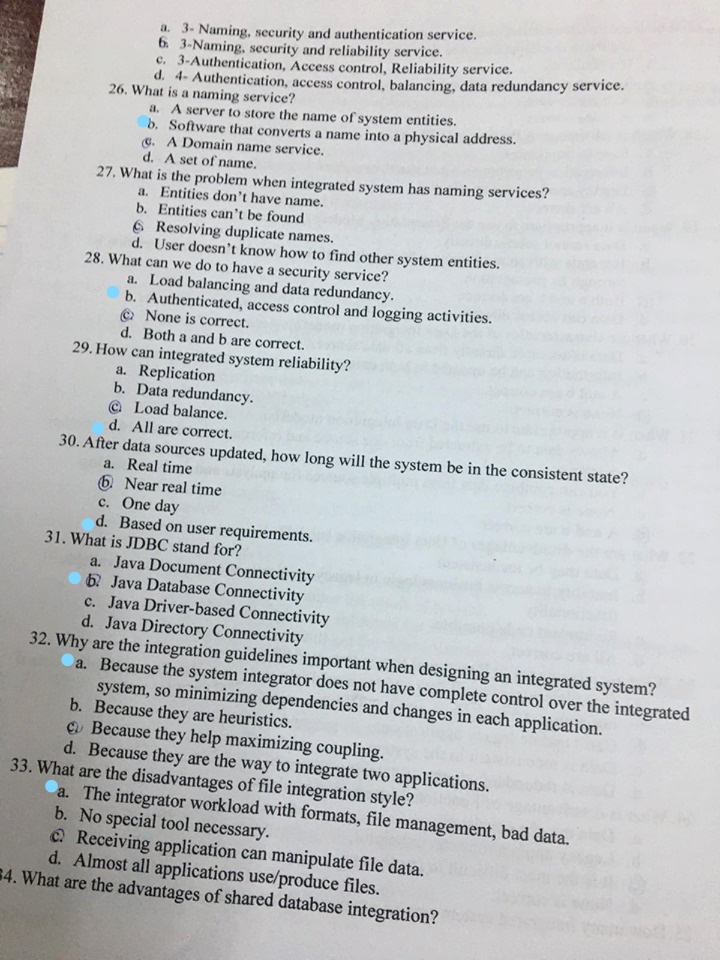 a. 3- Naming, security and authentication service.
b. 3-Naming, security and reliability service.
c. 3-Authentication, Access control, Reliability service.
d. 4- Authentication, access control, balancing, data redundancy service.
26. What is a naming service?
a. A server to store the name of system entities.
b. Software that converts a name into a physical address.
c. A Domain name service.
d. A set of name.
27. What is the problem when integrated system has naming services?
a. Entities don't have name.
b. Entities can't be found
c. Resolving duplicate names.
d. User doesn't know how to find other system entities.
28. What can we do to have a security service?
a. Load balancing and data redundancy.
b. Authenticated, access control and logging activities.
c. None is correct.
d. Both a and b are correct.
29. How can integrated system reliability?
a. Replication
b. Data redundancy.
c. Load balance.
d. All are correct.
30. After data sources updated, how long will the system be in the consistent state?
a. Real time
b. Near real time
c. One day
d. Based on user requirements.
31. What is JDBC stand for?
a. Java Document Connectivity
b. Java Database Connectivity
c. Java Driver-based Connectivity
d. Java Directory Connectivity
32. Why are the integration guidelines important when designing an integrated system?
a. Because the system integrator does not have complete control over the integrated
system, so minimizing dependencies and changes in each application.
b. Because they are heuristics.
c. Because they help maximizing coupling.
d. Because they are the way to integrate two applications.
33. What are the disadvantages of file integration style?
a. The integrator workload with formats, file management, bad data.
b. No special tool necessary.
c. Receiving application can manipulate file data.
d. Almost all applications use/produce files.
34. What are the advantages of shared database integration?